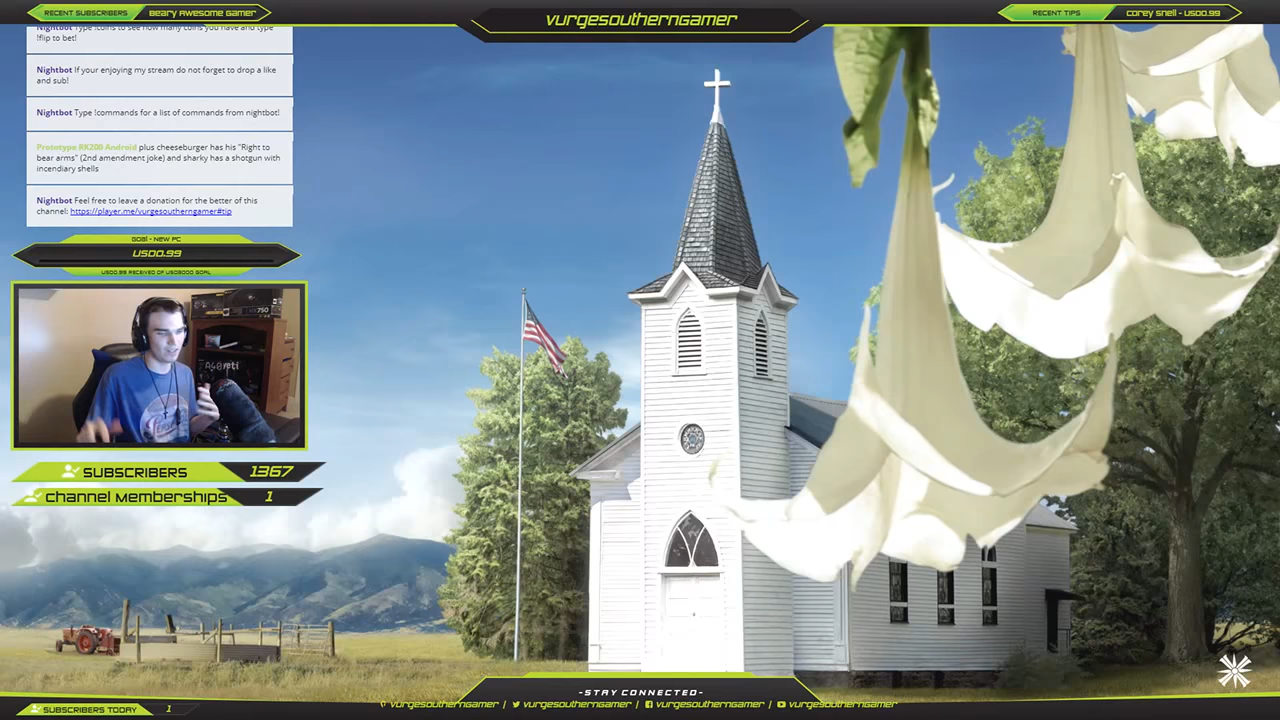 RECENT SUBSCRIBERS
Beary Awesome Gamer
vurgesoutherngamer
RECENT TIPS
Corey Snell - USD0.99
Nightbot Type !coins to see how many coins you have and type
!flip to bet!
Nightbot If your enjoying my stream do not forget to drop a like
and sub!
Nightbot Type !commands for a list of commands from nightbot!
Prototype RK200 Android plus cheeseburger has his "Right to
bear arms" (2nd amendment joke) and sharky has a shotgun with
incendiary shells
Nightbot Feel free to leave a donation for the better of this
channel: https://player.me/vurgesoutherngamer#tip
GOAL - NEW PC
USD0.99
USD0.99 RECEIVED OF USD3000 GOAL
SUBSCRIBERS 1367
Channel Memberships 1
-STAY CONNECTED-
vurgesoutherngamer / vurgesoutherngamer / vurgesoutherngamer / vurgesoutherngamer
SUBSCRIBERS TODAY 1